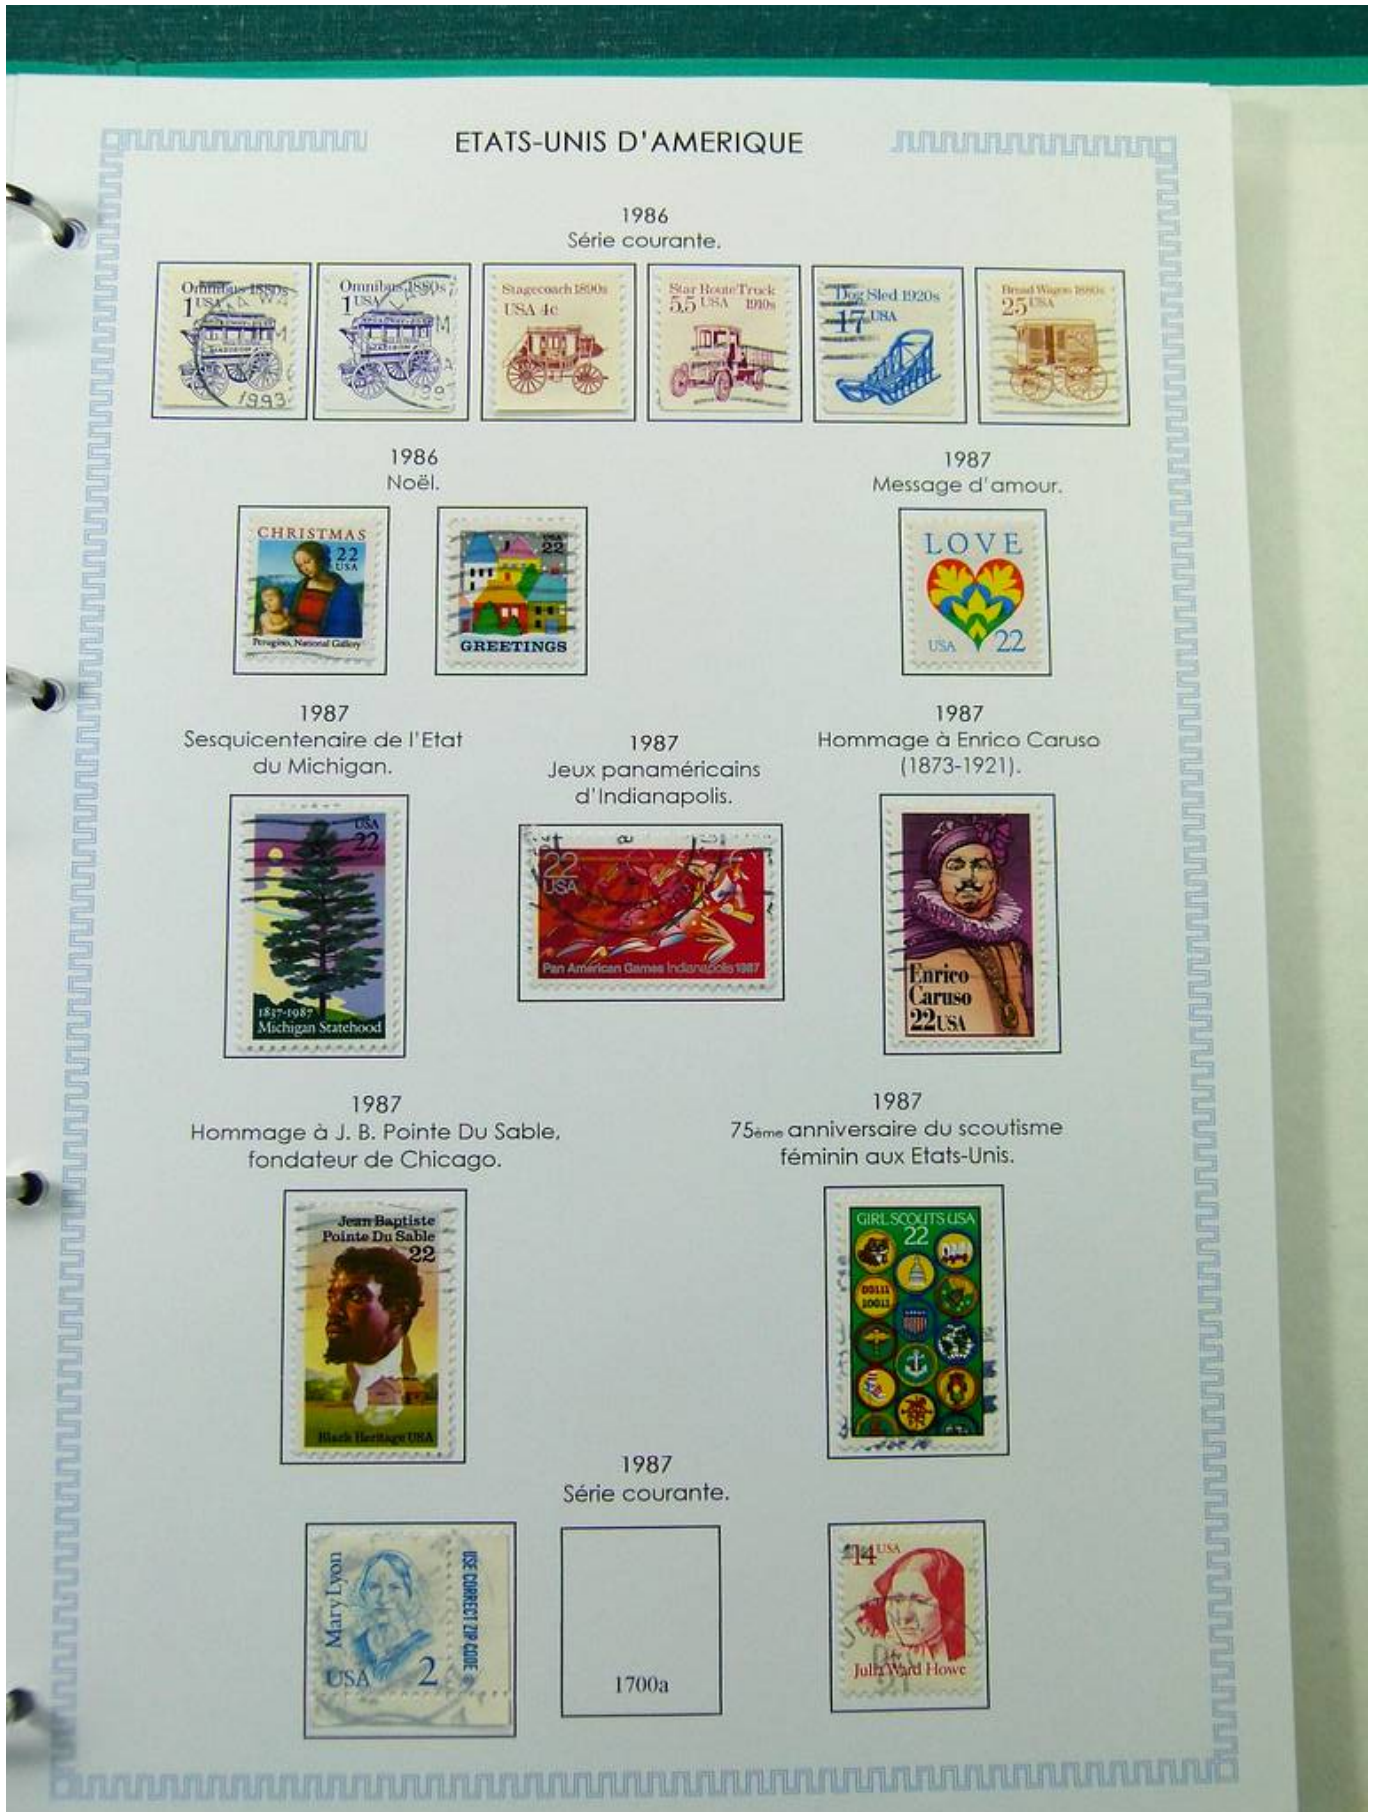 ETATS-UNIS D'AMERIQUE
1986
Série courante.
Omnibus 1880s
1 USA
1993
Omnibus 1880s
1 USA
Stagecoach 1890s
USA 4c
Star Route Truck
5.5 USA 1910s
Dog Sled 1920s
17 USA
Bread Wagon 1880s
25 USA
1986
Noël.
CHRISTMAS
22
USA
Perugino, National Gallery
USA
22
GREETINGS
1987
Message d'amour.
LOVE
USA 22
1987
Sesquicentenaire de l'Etat
du Michigan.
USA
22
1837-1987
Michigan Statehood
1987
Jeux panaméricains
d'Indianapolis.
22
USA
Pan American Games Indianapolis 1987
1987
Hommage à Enrico Caruso
(1873-1921).
Enrico
Caruso
22USA
1987
Hommage à J. B. Pointe Du Sable,
fondateur de Chicago.
Jean Baptiste
Pointe Du Sable
22
Black Heritage USA
1987
75ème anniversaire du scoutisme
féminin aux Etats-Unis.
GIRL SCOUTS USA
22
1987
Série courante.
Mary Lyon
USA 2
USE CORRECT ZIP CODE
1700a
14 USA
Julia Ward Howe